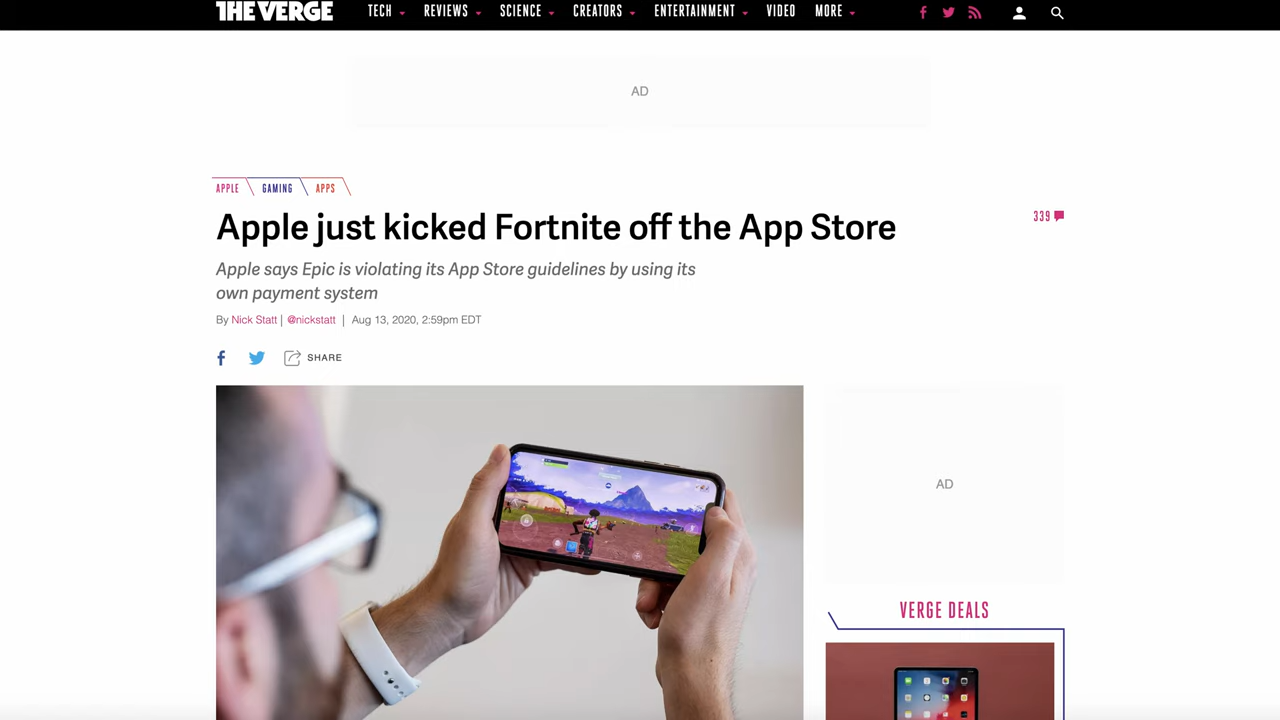 THE VERGE
TECH REVIEWS SCIENCE CREATORS ENTERTAINMENT VIDEO MORE
AD
APPLE GAMING APPS
Apple just kicked Fortnite off the App Store
339
Apple says Epic is violating its App Store guidelines by using its
own payment system
By Nick Statt | @nickstatt | Aug 13, 2020, 2:59pm EDT
SHARE
AD
VERGE DEALS